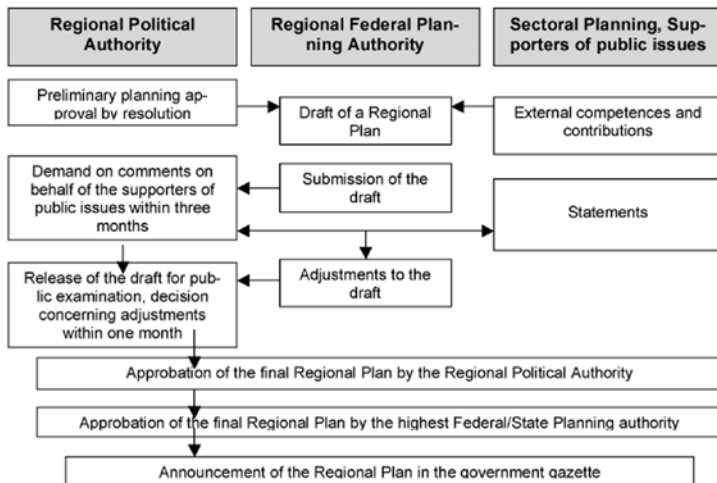 Regional Political
Authority
Regional Federal Plan-
ning Authority
Sectoral Planning, Sup-
porters of public issues
Preliminary planning ap-
proval by resolution
Draft of a Regional
Plan
External competences and
contributions
Demand on comments on
behalf of the supporters of
public issues within three
months
Submission of the
draft
Statements
Release of the draft for pub-
lic examination, decision
concerning adjustments
within one month
Adjustments to the
draft
Approbation of the final Regional Plan by the Regional Political Authority
Approbation of the final Regional Plan by the highest Federal/State Planning authority
Announcement of the Regional Plan in the government gazette